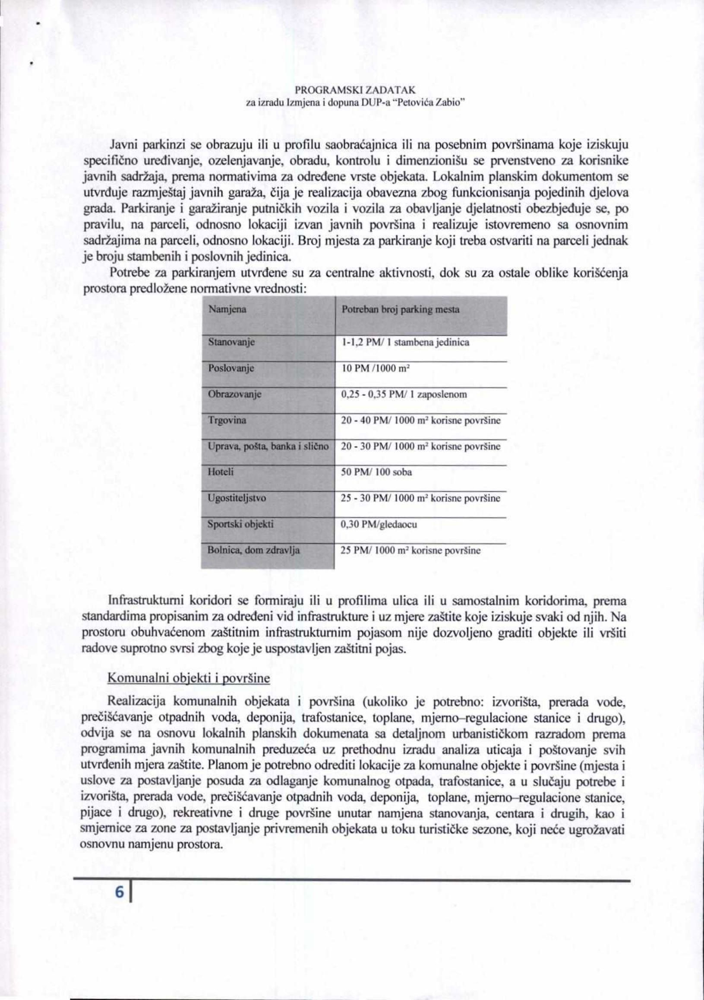 PROGRAMSKI ZADATAK
za izradu Izmjena i dopuna DUP-a “Petovića Zabio”
Javni parkinzi se obrazuju ili u profilu saobraćajnica ili na posebnim površinama koje iziskuju
specifično uređivanje, ozelenjavanje, obradu, kontrolu i dimenzionišu se prvenstveno za korisnike
javnih sadržaja, prema normativima za određene vrste objekata. Lokalnim planskim dokumentom se
utvrđuje razmještaj javnih garaža, čija je realizacija obavezna zbog funkcionisanja pojedinih djelova
grada. Parkiranje i garažiranje putničkih vozila i vozila za obavljanje djelatnosti obezbjeđuje se, po
pravilu, na parceli, odnosno lokaciji izvan javnih površina i realizuje istovremeno sa osnovnim
sadržajima na parceli, odnosno lokaciji. Broj mjesta za parkiranje koji treba ostvariti na parceli jednak
je broju stambenih i poslovnih jedinica.
Potrebe za parkiranjem utvrđene su za centralne aktivnosti, dok su za ostale oblike korišćenja
prostora predložene normativne vrednosti:
Namjena Potreban broj parking mesta
Stanovanje 1-1,2 PM/ 1 stambena jedinica
Poslovanje 10 PM /1000 m²
Obrazovanje 0,25 - 0,35 PM/ 1 zaposlenom
Trgovina 20 - 40 PM/ 1000 m² korisne površine
Uprava, pošta, banka i slično 20 - 30 PM/ 1000 m² korisne površine
Hoteli 50 PM/ 100 soba
Ugostiteljstvo 25 - 30 PM/ 1000 m² korisne površine
Sportski objekti 0,30 PM/gledaocu
Bolnica, dom zdravlja 25 PM/ 1000 m² korisne površine
Infrastrukturni koridori se formiraju ili u profilima ulica ili u samostalnim koridorima, prema
standardima propisanim za određeni vid infrastrukture i uz mjere zaštite koje iziskuje svaki od njih. Na
prostoru obuhvaćenom zaštitnim infrastrukturnim pojasom nije dozvoljeno graditi objekte ili vršiti
radove suprotno svrsi zbog koje je uspostavljen zaštitni pojas.
Komunalni objekti i površine
Realizacija komunalnih objekata i površina (ukoliko je potrebno: izvorišta, prerada vode,
prečišćavanje otpadnih voda, deponija, trafostanice, toplane, mjerno–regulacione stanice i drugo),
odvija se na osnovu lokalnih planskih dokumenata sa detaljnom urbanističkom razradom prema
programima javnih komunalnih preduzeća uz prethodnu izradu analiza uticaja i poštovanje svih
utvrđenih mjera zaštite. Planom je potrebno odrediti lokacije za komunalne objekte i površine (mjesta i
uslove za postavljanje posuda za odlaganje komunalnog otpada, trafostanice, a u slučaju potrebe i
izvorišta, prerada vode, prečišćavanje otpadnih voda, deponija, toplane, mjerno–regulacione stanice,
pijace i drugo), rekreativne i druge površine unutar namjena stanovanja, centara i drugih, kao i
smjernice za zone za postavljanje privremenih objekata u toku turističke sezone, koji neće ugrožavati
osnovnu namjenu prostora.
6